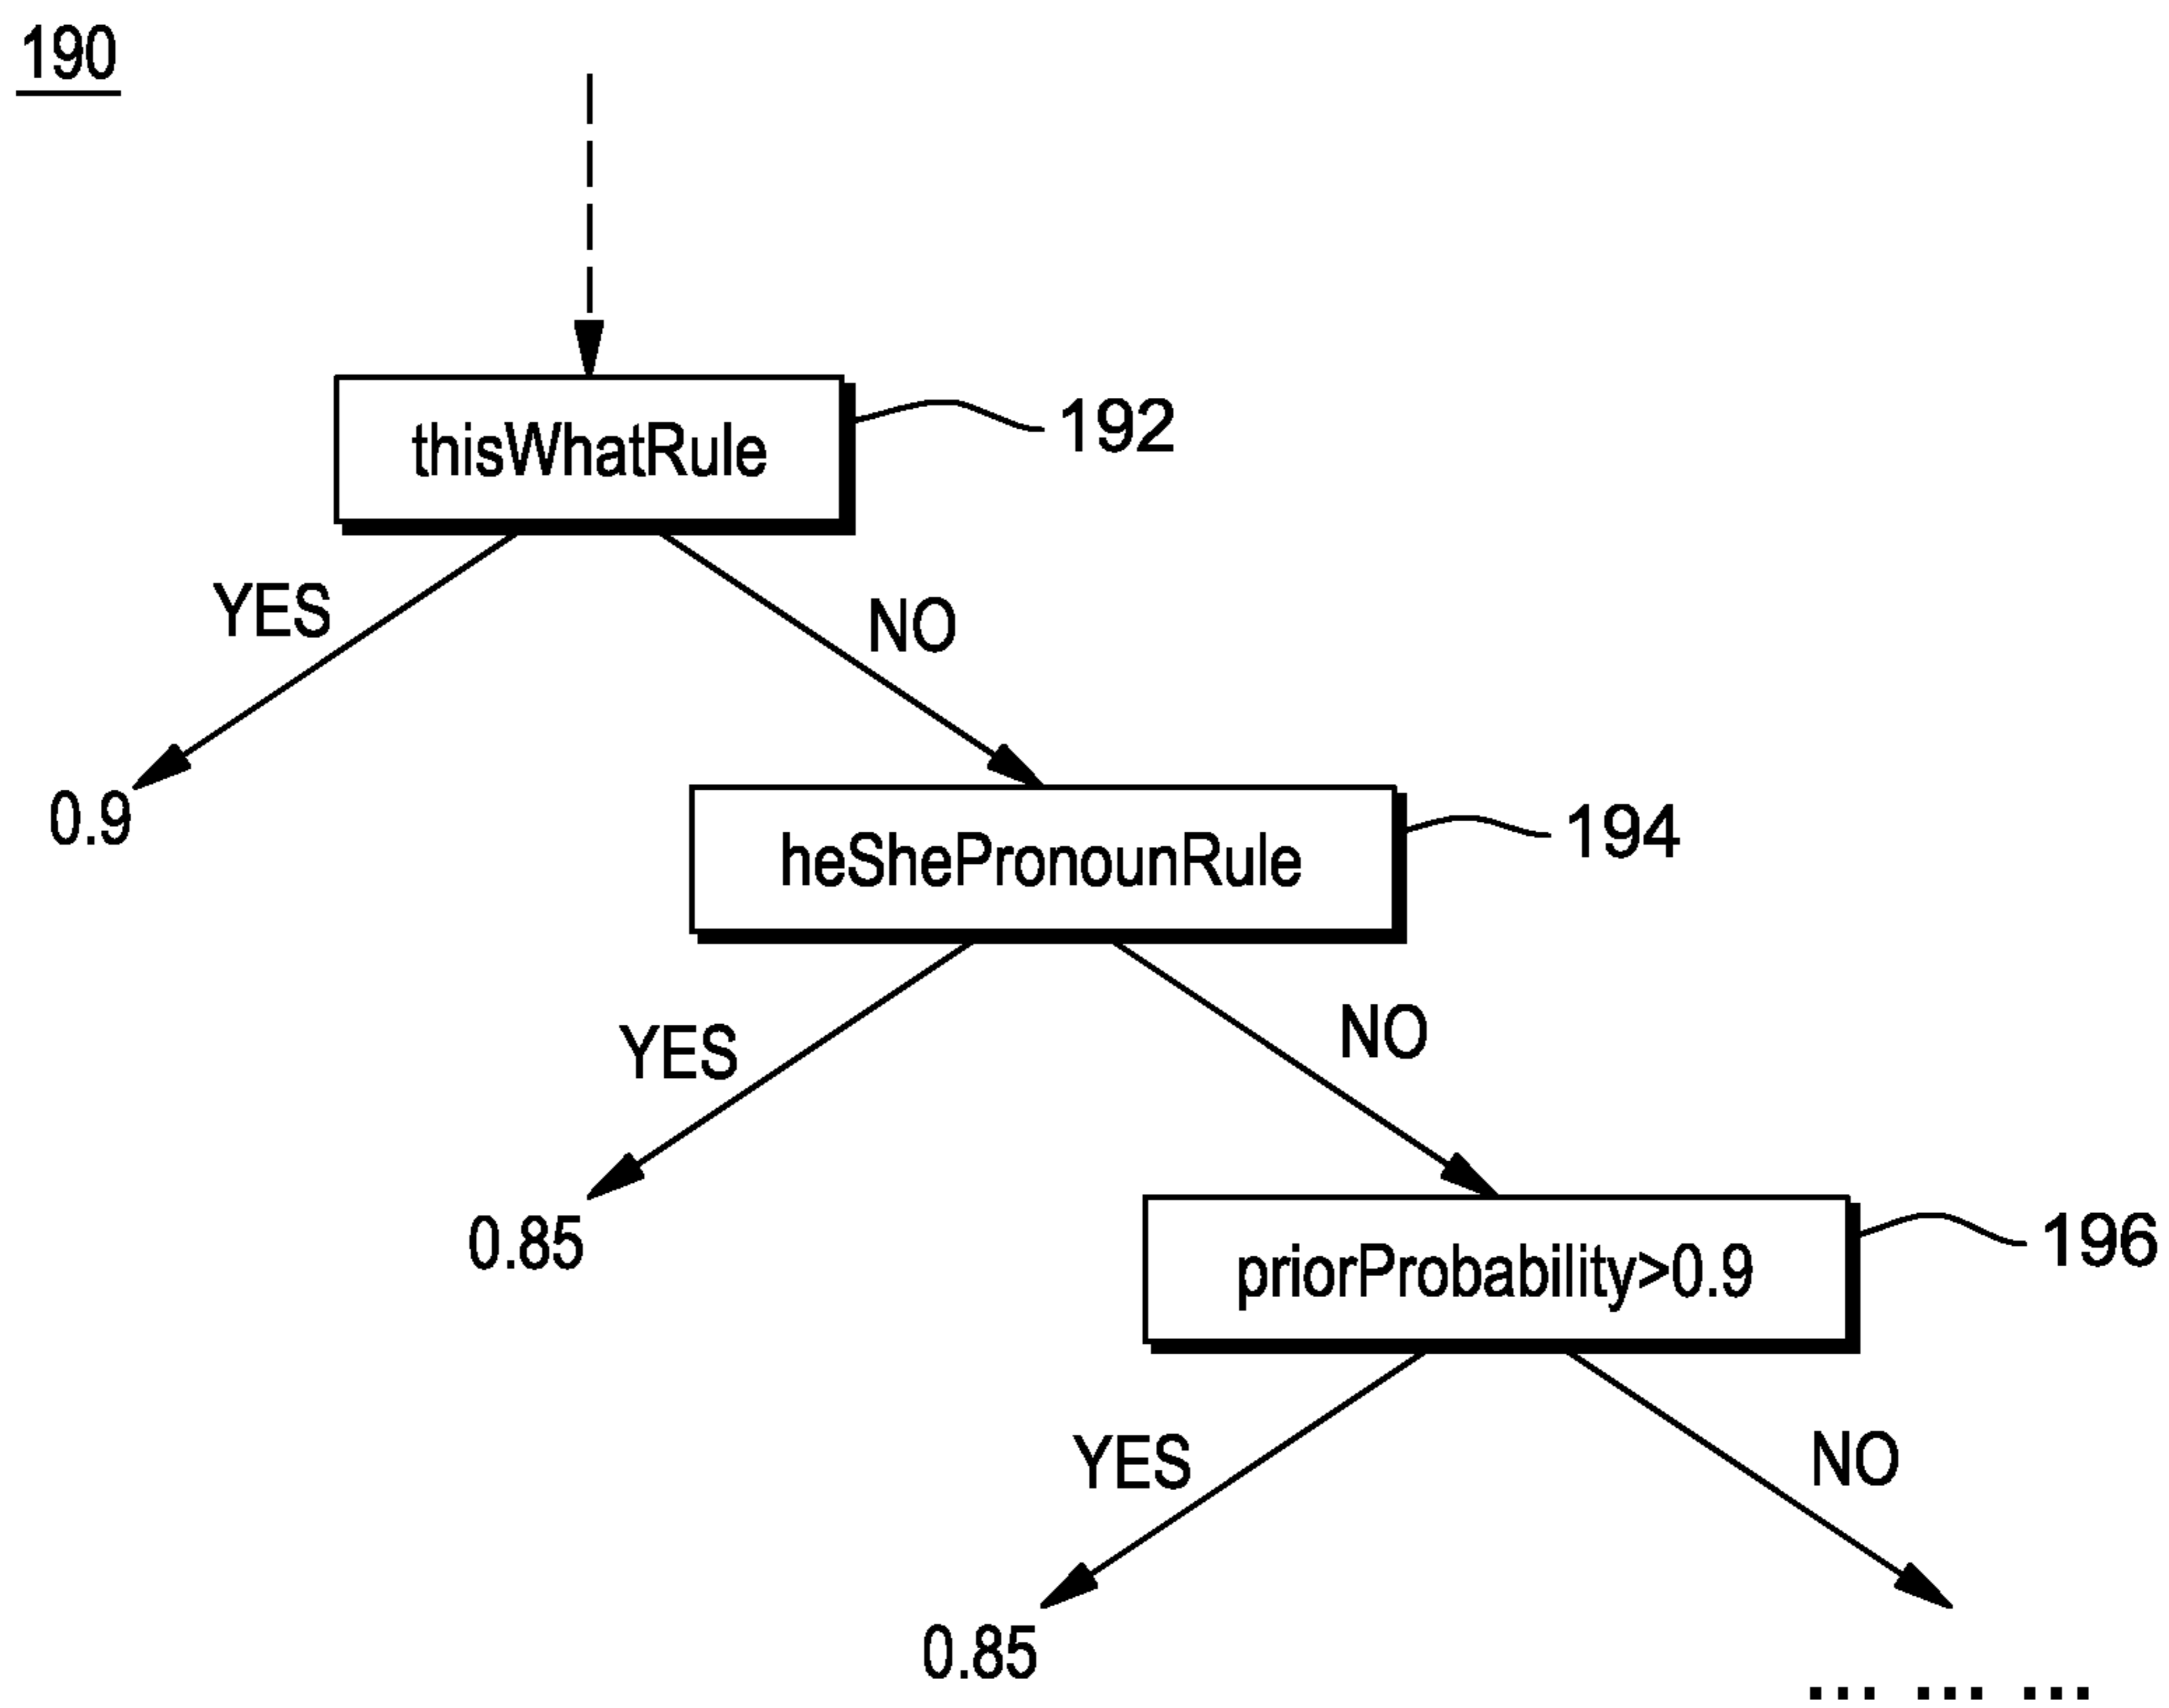 190
thisWhatRule
192
YES
NO
0.9
heShePronounRule
194
YES
NO
0.85
priorProbability>0.9
196
YES
NO
0.85
... ... ...